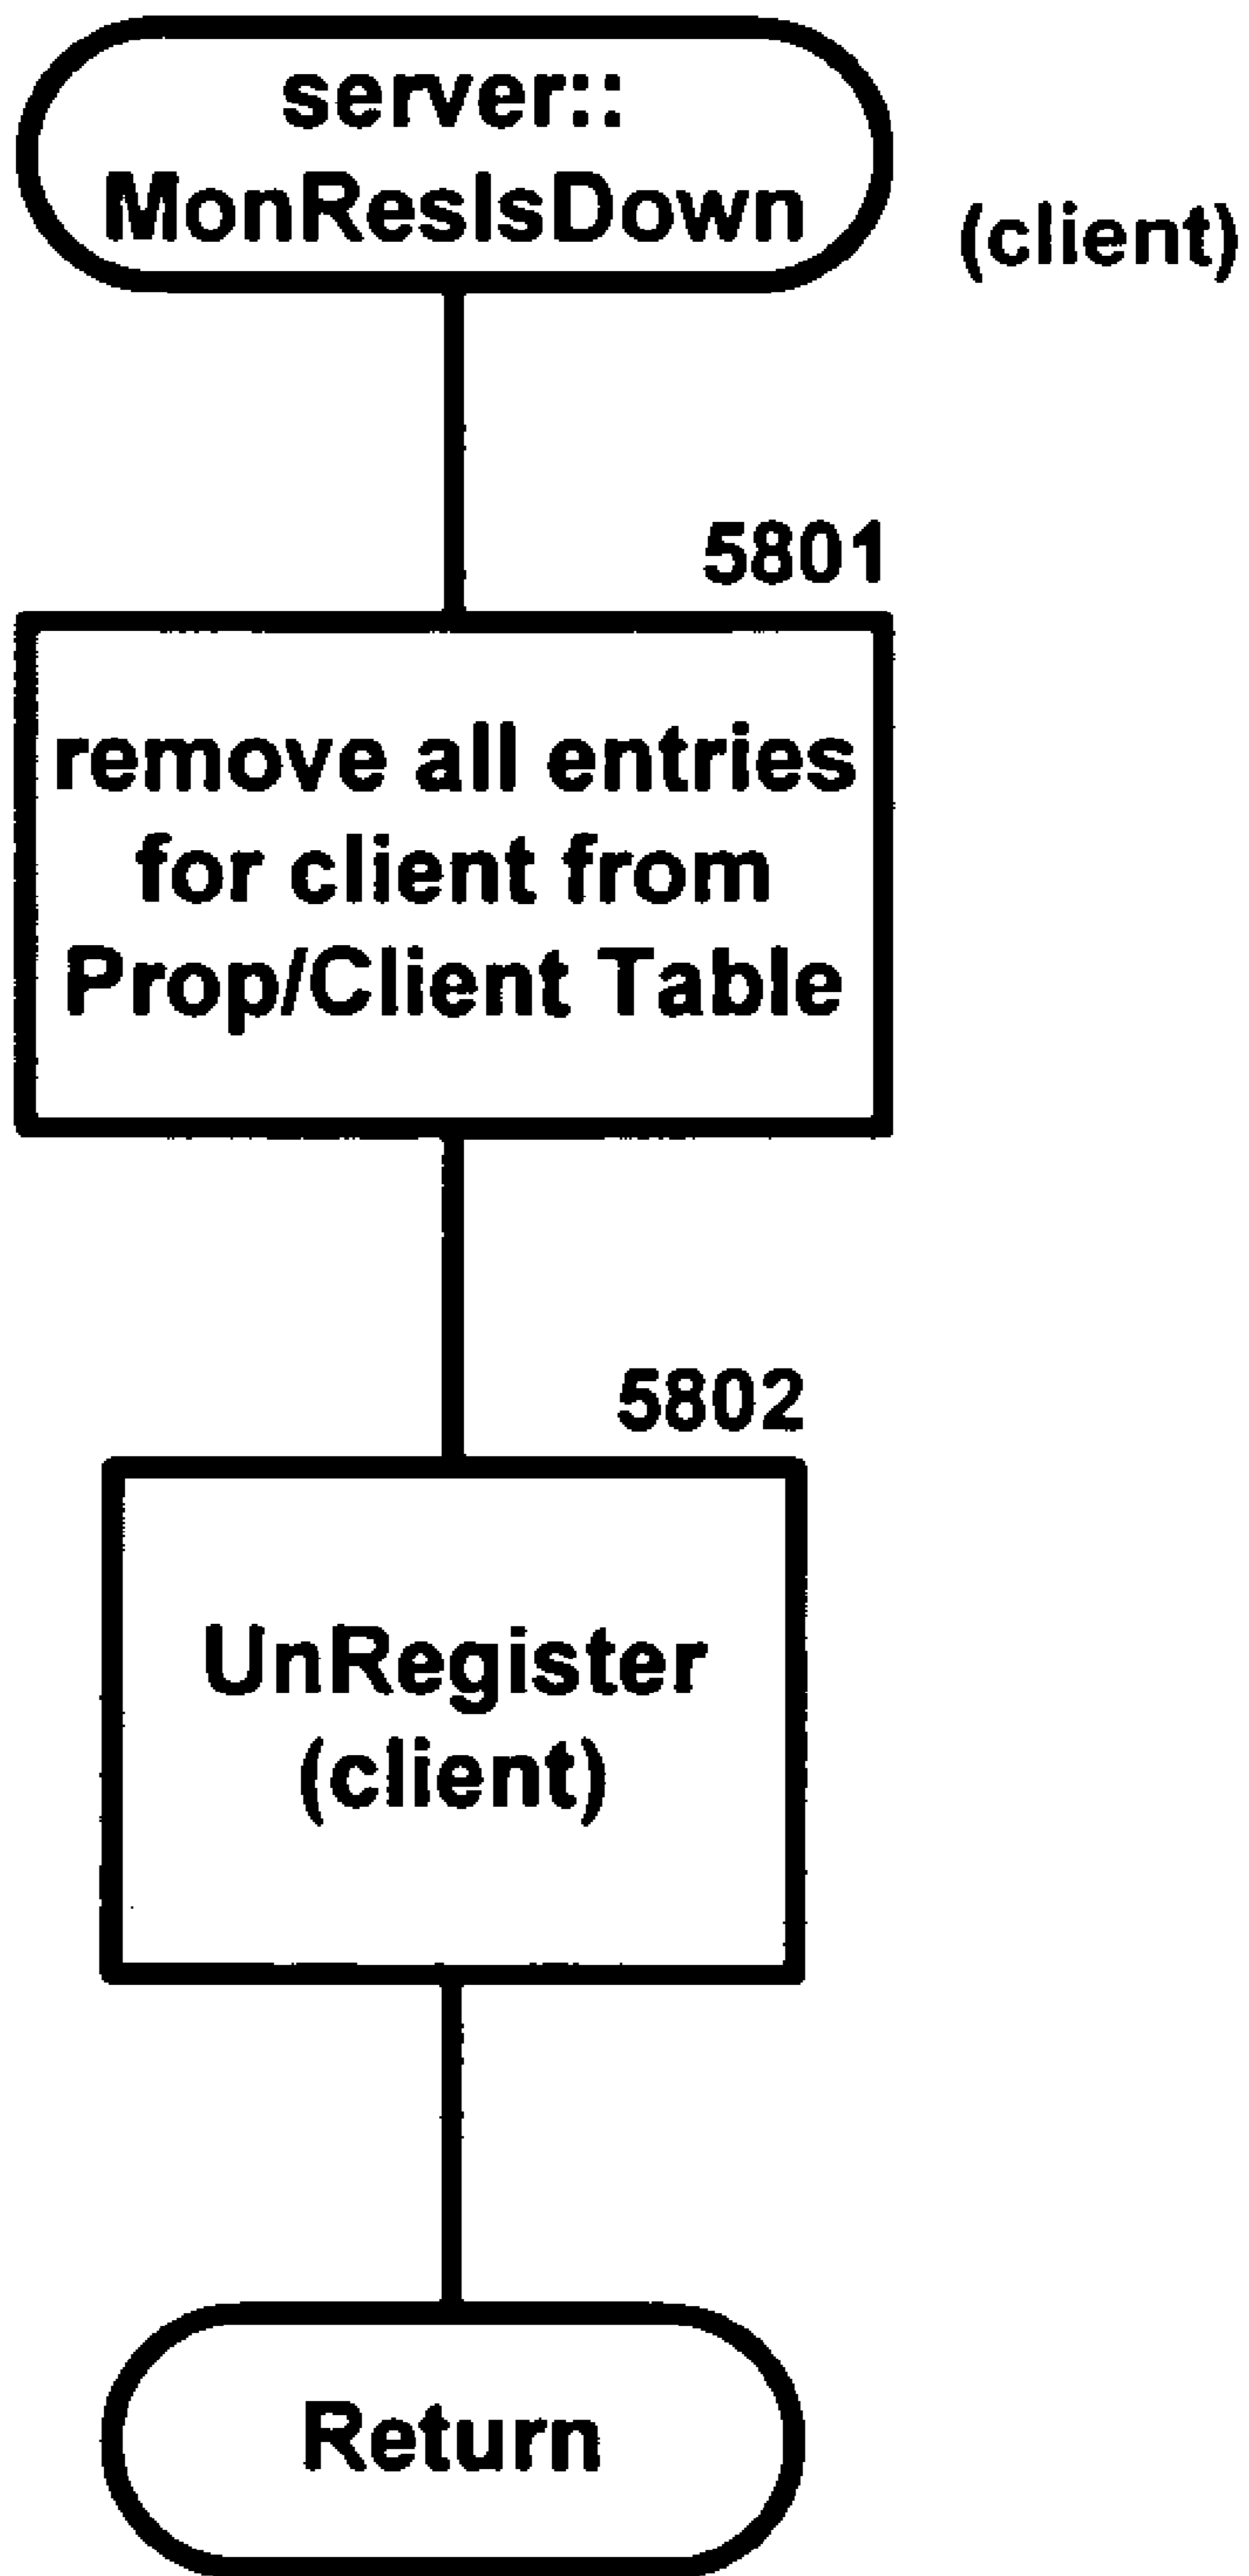 server::
MonResIsDown
(client)
5801
remove all entries
for client from
Prop/Client Table
5802
UnRegister
(client)
Return